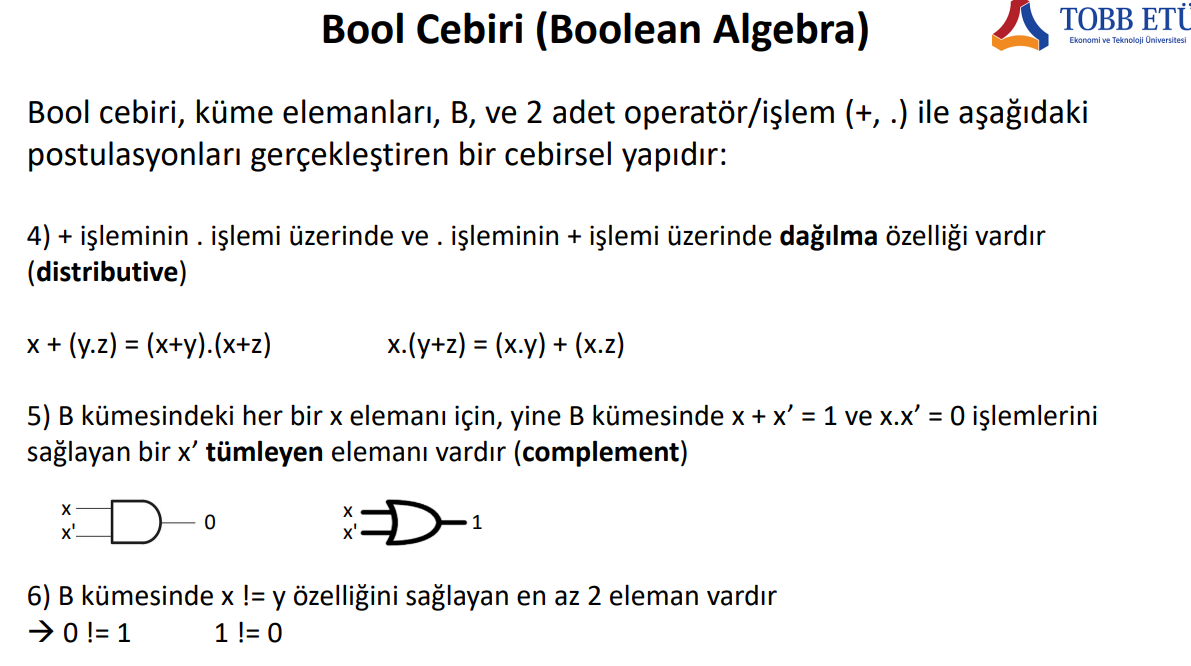 Bool Cebiri (Boolean Algebra)
TOBB ETÜ
Ekonomi ve Teknoloji Üniversitesi
Bool cebiri, küme elemanları, B, ve 2 adet operatör/işlem (+, .) ile aşağıdaki
postulasyonları gerçekleştiren bir cebirsel yapıdır:
4) + işleminin . işlemi üzerinde ve . işleminin + işlemi üzerinde dağılma özelliği vardır
(distributive)
x + (y.z) = (x+y).(x+z) x.(y+z) = (x.y) + (x.z)
5) B kümesindeki her bir x elemanı için, yine B kümesinde x + x’ = 1 ve x.x’ = 0 işlemlerini
sağlayan bir x’ tümleyen elemanı vardır (complement)
x
x'
0
x
x'
1
6) B kümesinde x != y özelliğini sağlayan en az 2 eleman vardır
→ 0 != 1 1 != 0